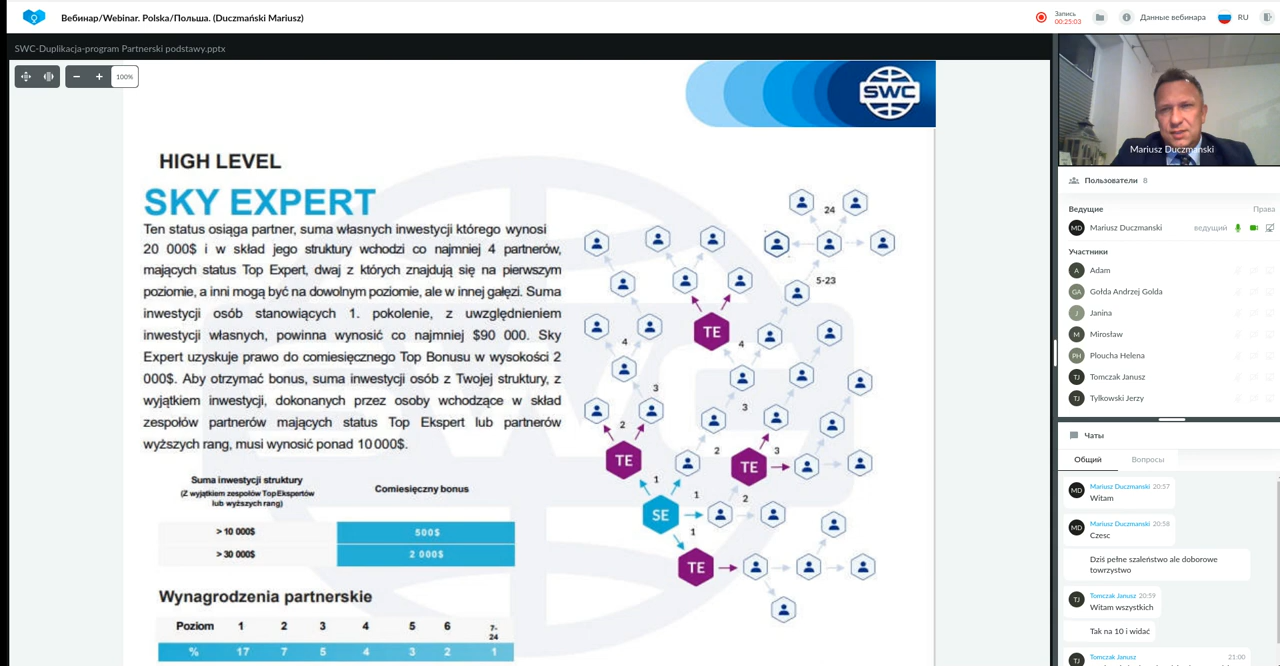 Вебинар/Webinar. Polska/Польша. (Duczmański Mariusz)
Запись
00:25:03
Данные вебинара
RU
SWC-Duplikacja-program Partnerski podstawy.pptx
100%
SWC
HIGH LEVEL
SKY EXPERT
Ten status osiąga partner, suma własnych inwestycji którego wynosi
20 000$ i w skład jego struktury wchodzi co najmniej 4 partnerów,
mających status Top Expert, dwaj z których znajdują się na pierwszym
poziomie, a inni mogą być na dowolnym poziomie, ale w innej gałęzi. Suma
inwestycji osób stanowiących 1. pokolenie, z uwzględnieniem
inwestycji własnych, powinna wynosić co najmniej $90 000. Sky
Expert uzyskuje prawo do comiesięcznego Top Bonusu w wysokości 2
000$. Aby otrzymać bonus, suma inwestycji osób z Twojej struktury, z
wyjątkiem inwestycji, dokonanych przez osoby wchodzące w skład
zespołów partnerów mających status Top Ekspert lub partnerów
wyższych rang, musi wynosić ponad 10 000$.
Suma inwestycji struktury
(Z wyjątkiem zespołów Top Ekspertów
lub wyższych rang)
Comiesięczny bonus
> 10 000$ 500$
> 30 000$ 2 000$
Wynagrodzenia partnerskie
Poziom 1 2 3 4 5 6 7-
24
% 17 7 5 4 3 2 1
24
5-23
TE
4
4
3
3
2
TE
2
TE
3
1
1
2
SE
1
TE
Mariusz Duczmanski
Пользователи 8
Ведущие Права
MD Mariusz Duczmanski ведущий
Участники
A Adam
GA Gołda Andrzej Golda
J Janina
M Mirosław
PH Ploucha Helena
TJ Tomczak Janusz
TJ Tylkowski Jerzy
Чаты
Общий Вопросы
MD Mariusz Duczmanski 20:57
Witam
MD Mariusz Duczmanski 20:58
Czesc
Dziś pełne szaleństwo ale doborowe
towrzystwo
TJ Tomczak Janusz 20:59
Witam wszystkich
Tak na 10 i widać
TJ Tomczak Janusz 21:00